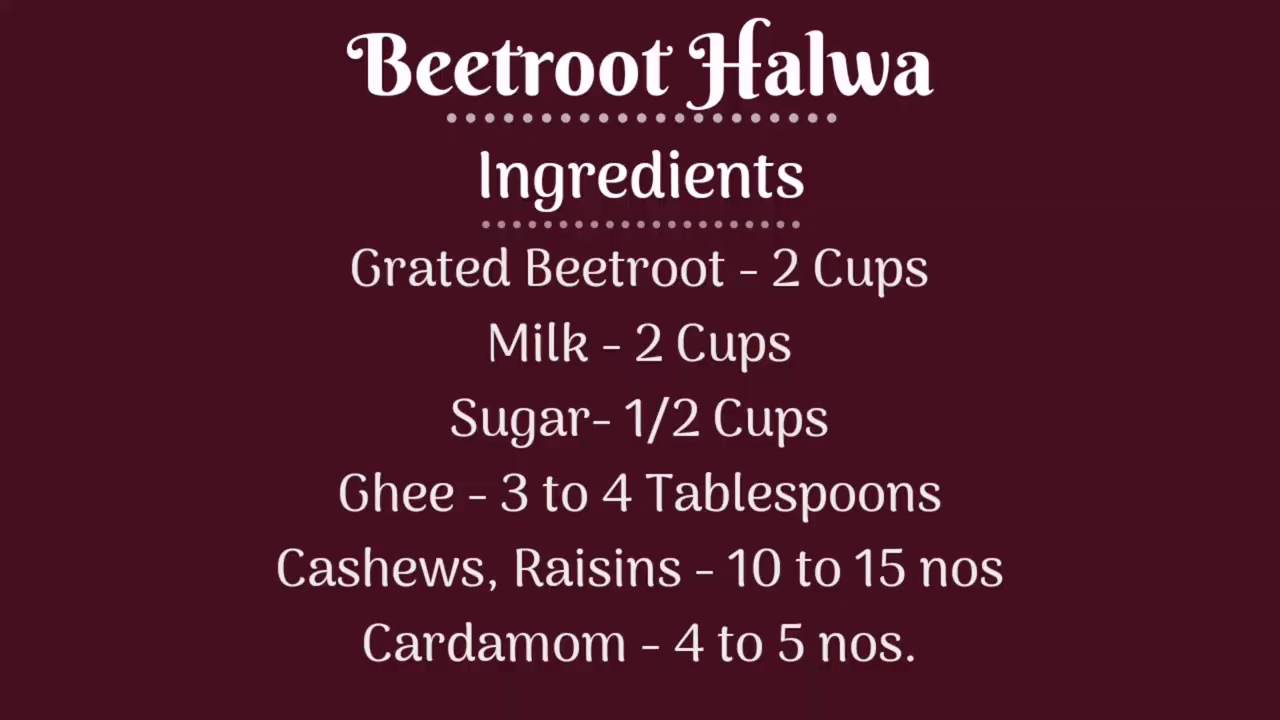 Beetroot Halwa
Ingredients
Grated Beetroot - 2 Cups
Milk - 2 Cups
Sugar- 1/2 Cups
Ghee - 3 to 4 Tablespoons
Cashews, Raisins - 10 to 15 nos
Cardamom - 4 to 5 nos.